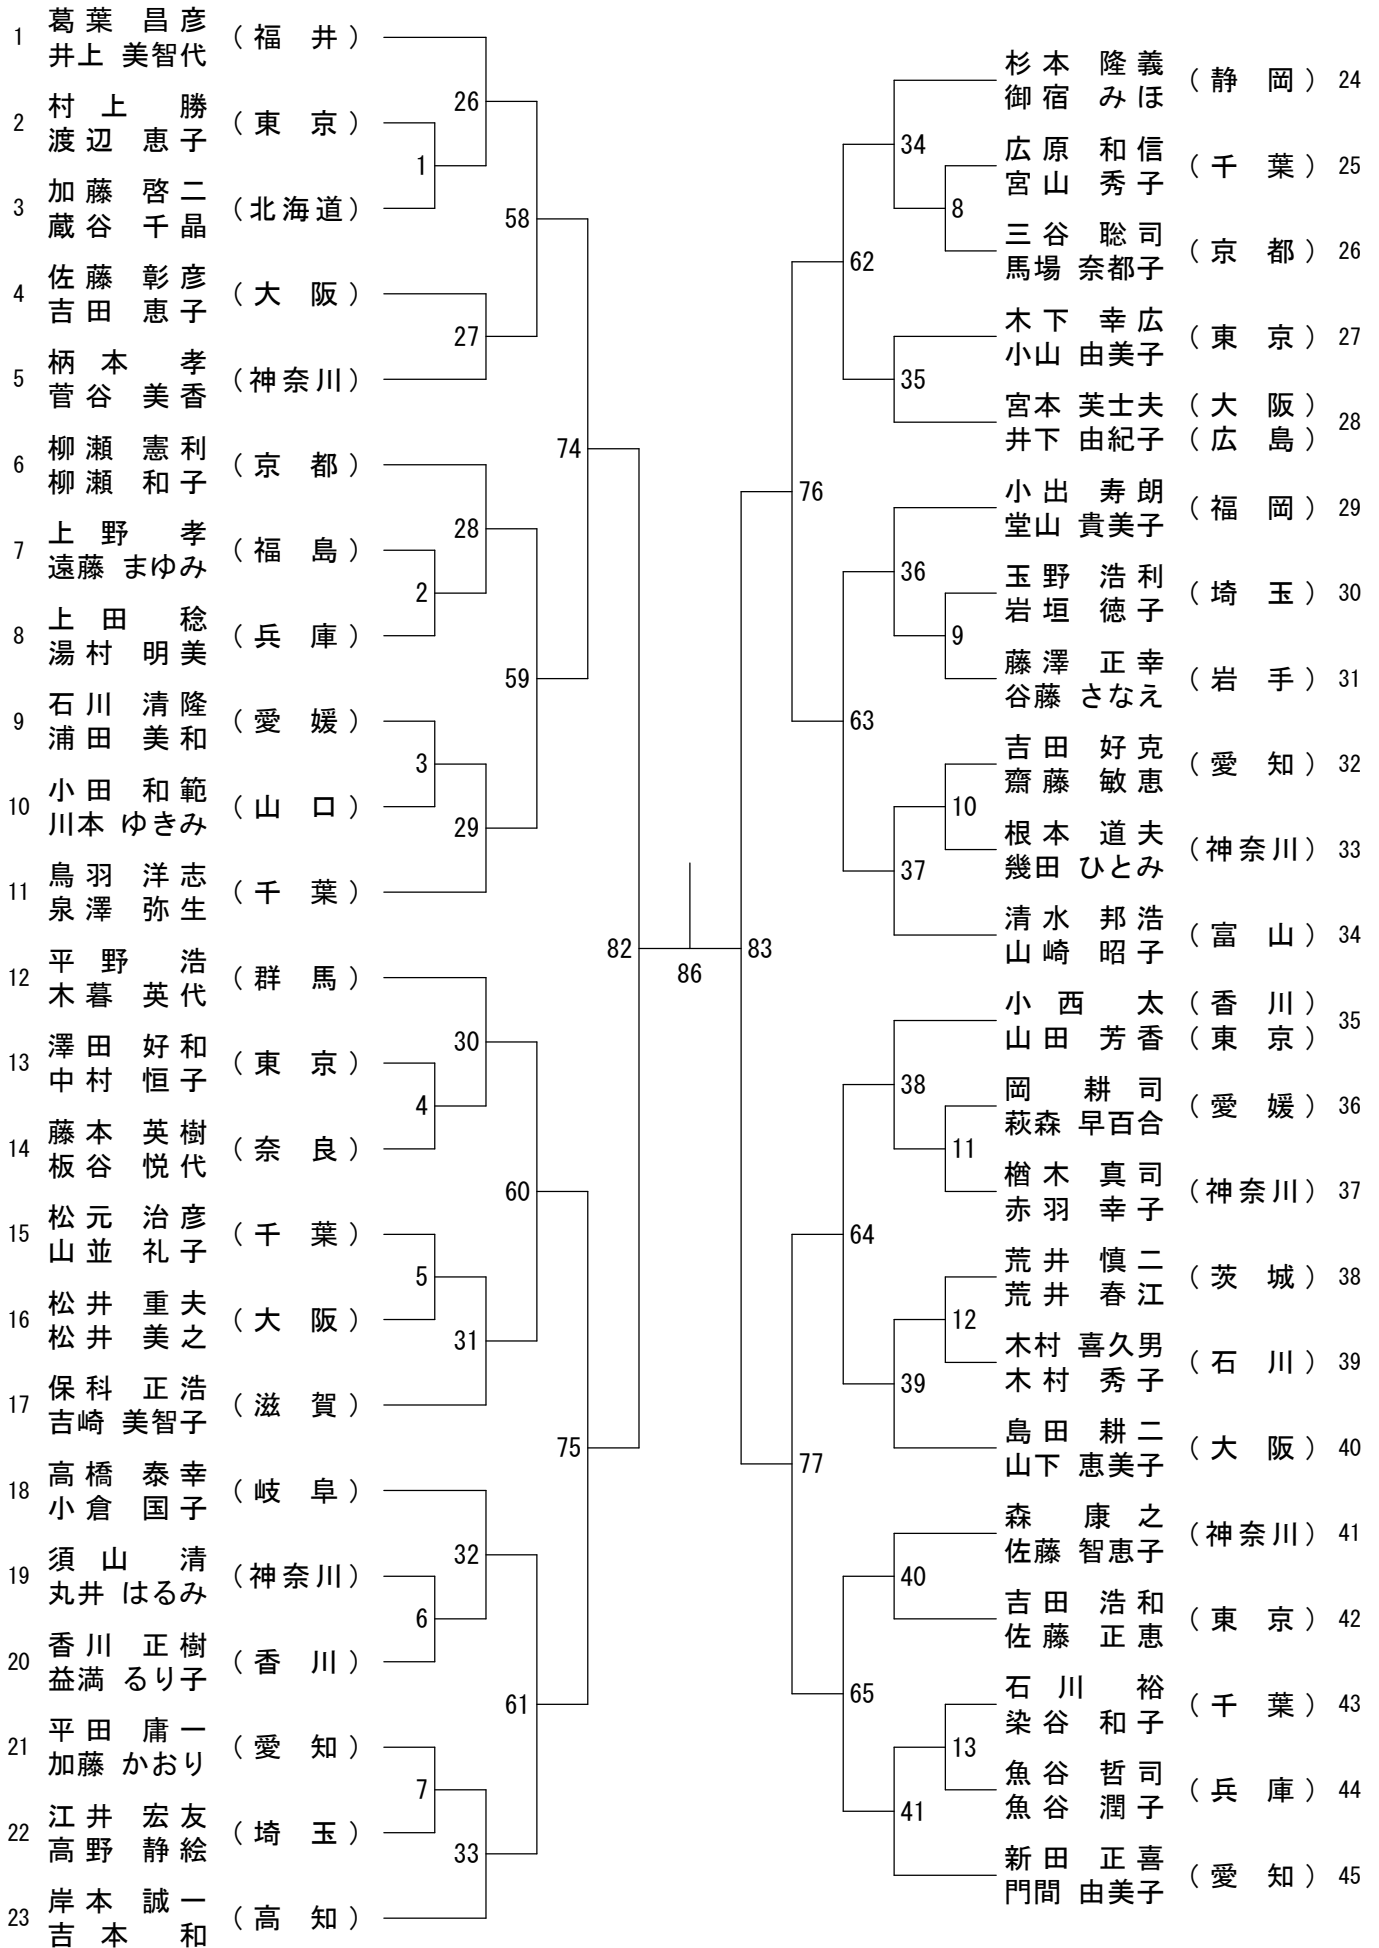 1 葛葉 昌彦 (福井)
井上 美智代
2 村上 勝 (東京)
渡辺 恵子
3 加藤 啓二 (北海道)
蔵谷 千晶
4 佐藤 彰彦 (大阪)
吉田 恵子
5 柄本 孝 (神奈川)
菅谷 美香
6 柳瀬 憲利 (京都)
柳瀬 和子
7 上野 孝 (福島)
遠藤 まゆみ
8 上田 稔 (兵庫)
湯村 明美
9 石川 清隆 (愛媛)
浦田 美和
10 小田 和範 (山口)
川本 ゆきみ
11 鳥羽 洋志 (千葉)
泉澤 弥生
12 平野 浩 (群馬)
木暮 英代
13 澤田 好和 (東京)
中村 恒子
14 藤本 英樹 (奈良)
板谷 悦代
15 松元 治彦 (千葉)
山並 礼子
16 松井 重夫 (大阪)
松井 美之
17 保科 正浩 (滋賀)
吉崎 美智子
18 高橋 泰幸 (岐阜)
小倉 国子
19 須山 清 (神奈川)
丸井 はるみ
20 香川 正樹 (香川)
益満 るり子
21 平田 庸一 (愛知)
加藤 かおり
22 江井 宏友 (埼玉)
高野 静絵
23 岸本 誠一 (高知)
吉本 和
1
2
3
4
5
6
7
26
27
28
29
30
31
32
33
58
59
60
61
74
75
82
86
83
76
77
62
63
64
65
34
35
36
37
38
39
40
41
8
9
10
11
12
13
杉本 隆義 (静岡) 24
御宿 みほ
広原 和信 (千葉) 25
宮山 秀子
三谷 聡司 (京都) 26
馬場 奈都子
木下 幸広 (東京) 27
小山 由美子
宮本 芙士夫 (大阪) 28
井下 由紀子 (広島)
小出 寿朗 (福岡) 29
堂山 貴美子
玉野 浩利 (埼玉) 30
岩垣 徳子
藤澤 正幸 (岩手) 31
谷藤 さなえ
吉田 好克 (愛知) 32
齋藤 敏恵
根本 道夫 (神奈川) 33
幾田 ひとみ
清水 邦浩 (富山) 34
山崎 昭子
小西 太 (香川) 35
山田 芳香 (東京)
岡 耕司 (愛媛) 36
萩森 早百合
楢木 真司 (神奈川) 37
赤羽 幸子
荒井 慎二 (茨城) 38
荒井 春江
木村 喜久男 (石川) 39
木村 秀子
島田 耕二 (大阪) 40
山下 恵美子
森 康之 (神奈川) 41
佐藤 智恵子
吉田 浩和 (東京) 42
佐藤 正恵
石川 裕 (千葉) 43
染谷 和子
魚谷 哲司 (兵庫) 44
魚谷 潤子
新田 正喜 (愛知) 45
門間 由美子